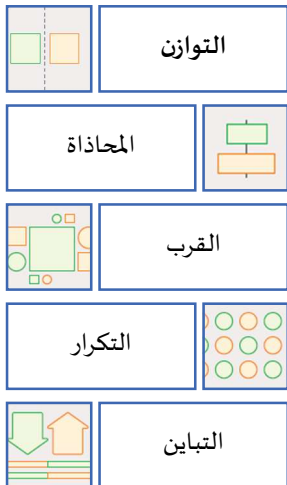 التوازن
المحاذاة
القرب
التكرار
التباين